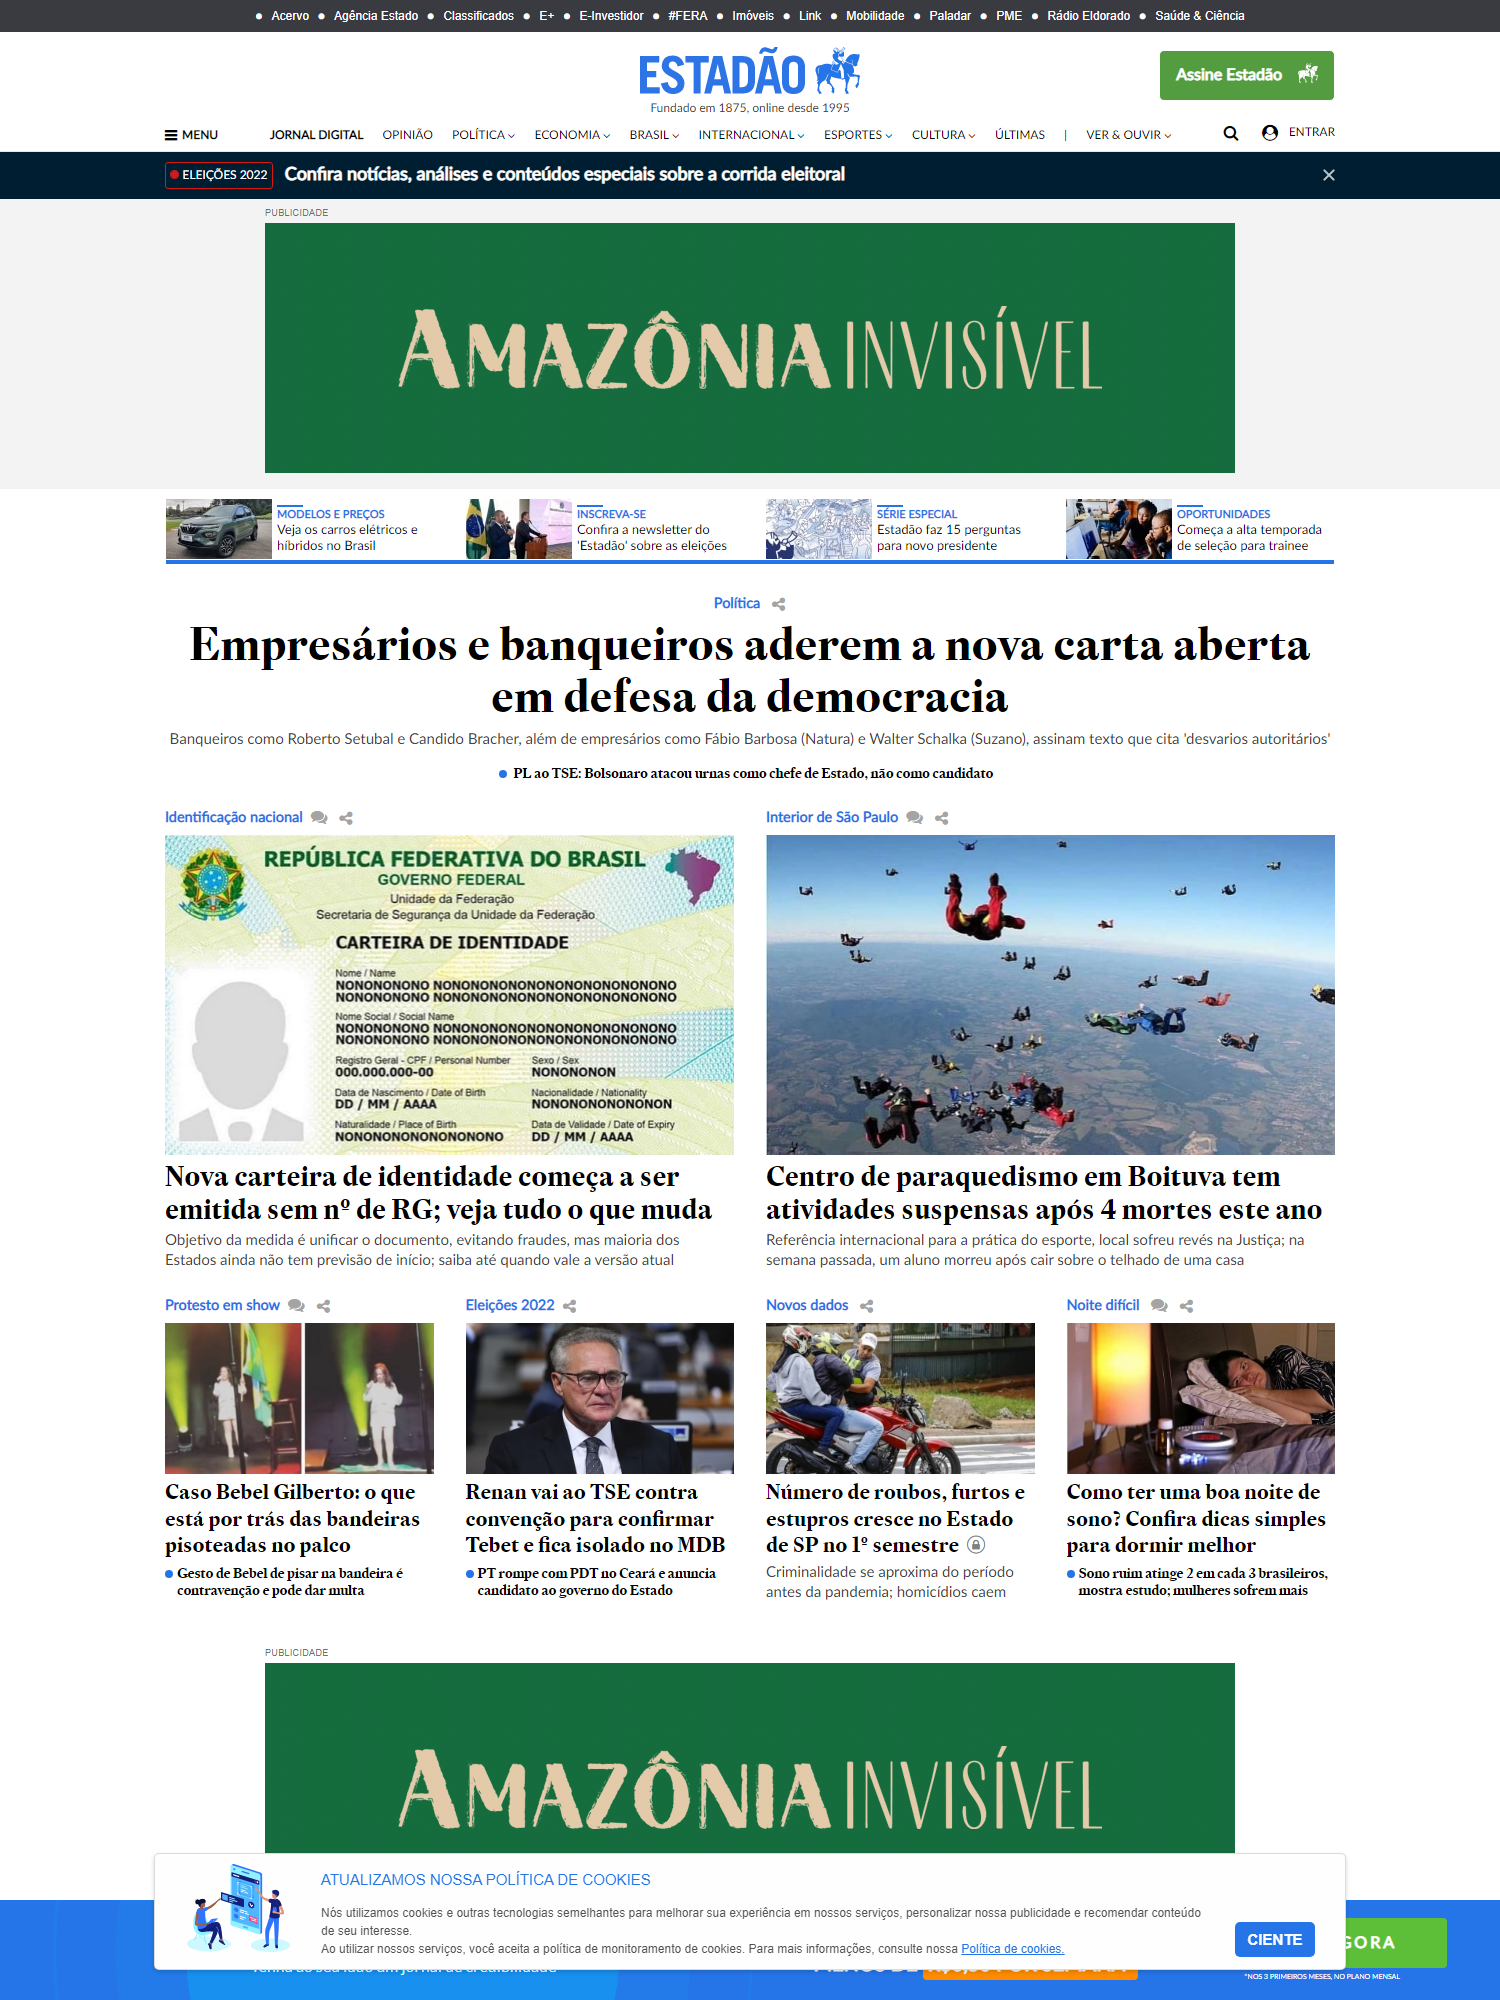 Acervo Agência Estado Classificados E+ E-Investidor #FERA Imóveis Link Mobilidade Paladar PME Rádio Eldorado Saúde & Ciência
ESTADÃO
Fundado em 1875, online desde 1995
Assine Estadão
MENU JORNAL DIGITAL OPINIÃO POLÍTICA ECONOMIA BRASIL INTERNACIONAL ESPORTES CULTURA ÚLTIMAS | VER & OUVIR ENTRAR
ELEIÇÕES 2022 Confira notícias, análises e conteúdos especiais sobre a corrida eleitoral
PUBLICIDADE
AMAZÔNIA INVISÍVEL
MODELOS E PREÇOS
Veja os carros elétricos e
híbridos no Brasil
INSCREVA-SE
Confira a newsletter do
'Estadão' sobre as eleições
SÉRIE ESPECIAL
Estadão faz 15 perguntas
para novo presidente
OPORTUNIDADES
Começa a alta temporada
de seleção para trainee
Política
Empresários e banqueiros aderem a nova carta aberta
em defesa da democracia
Banqueiros como Roberto Setubal e Candido Bracher, além de empresários como Fábio Barbosa (Natura) e Walter Schalka (Suzano), assinam texto que cita 'desvarios autoritários'
PL ao TSE: Bolsonaro atacou urnas como chefe de Estado, não como candidato
Identificação nacional
REPÚBLICA FEDERATIVA DO BRASIL
GOVERNO FEDERAL
Unidade da Federação
Secretaria de Segurança da Unidade da Federação
CARTEIRA DE IDENTIDADE
Nome / Name
NONONONONO NONONONONONONONONONONONO
NONONONONO NONONONONONONONONONONONO
Nome Social / Social Name
NONONONONO NONONONONONONONONONONONO
NONONONONO NONONONONONONONONONONONO
Registro Geral - CPF / Personal Number Sexo / Sex
000.000.000-00 NONONONON
Data de Nascimento / Date of Birth Nacionalidade / Nationality
DD / MM / AAAA NONONONONONONON
Naturalidade / Place of Birth Data de Validade / Date of Expiry
NONONONONONONONONO DD / MM / AAAA
Nova carteira de identidade começa a ser
emitida sem nº de RG; veja tudo o que muda
Objetivo da medida é unificar o documento, evitando fraudes, mas maioria dos
Estados ainda não tem previsão de início; saiba até quando vale a versão atual
Interior de São Paulo
Centro de paraquedismo em Boituva tem
atividades suspensas após 4 mortes este ano
Referência internacional para a prática do esporte, local sofreu revés na Justiça; na
semana passada, um aluno morreu após cair sobre o telhado de uma casa
Protesto em show
Caso Bebel Gilberto: o que
está por trás das bandeiras
pisoteadas no palco
Gesto de Bebel de pisar na bandeira é
contravenção e pode dar multa
Eleições 2022
Renan vai ao TSE contra
convenção para confirmar
Tebet e fica isolado no MDB
PT rompe com PDT no Ceará e anuncia
candidato ao governo do Estado
Novos dados
Número de roubos, furtos e
estupros cresce no Estado
de SP no 1º semestre
Criminalidade se aproxima do período
antes da pandemia; homicídios caem
Noite difícil
Como ter uma boa noite de
sono? Confira dicas simples
para dormir melhor
Sono ruim atinge 2 em cada 3 brasileiros,
mostra estudo; mulheres sofrem mais
PUBLICIDADE
AMAZÔNIA INVISÍVEL
ATUALIZAMOS NOSSA POLÍTICA DE COOKIES
Nós utilizamos cookies e outras tecnologias semelhantes para melhorar sua experiência em nossos serviços, personalizar nossa publicidade e recomendar conteúdo
de seu interesse.
Ao utilizar nossos serviços, você aceita a política de monitoramento de cookies. Para mais informações, consulte nossa Política de cookies.
CIENTE
GORA
*NOS 3 PRIMEIROS MESES, NO PLANO MENSAL